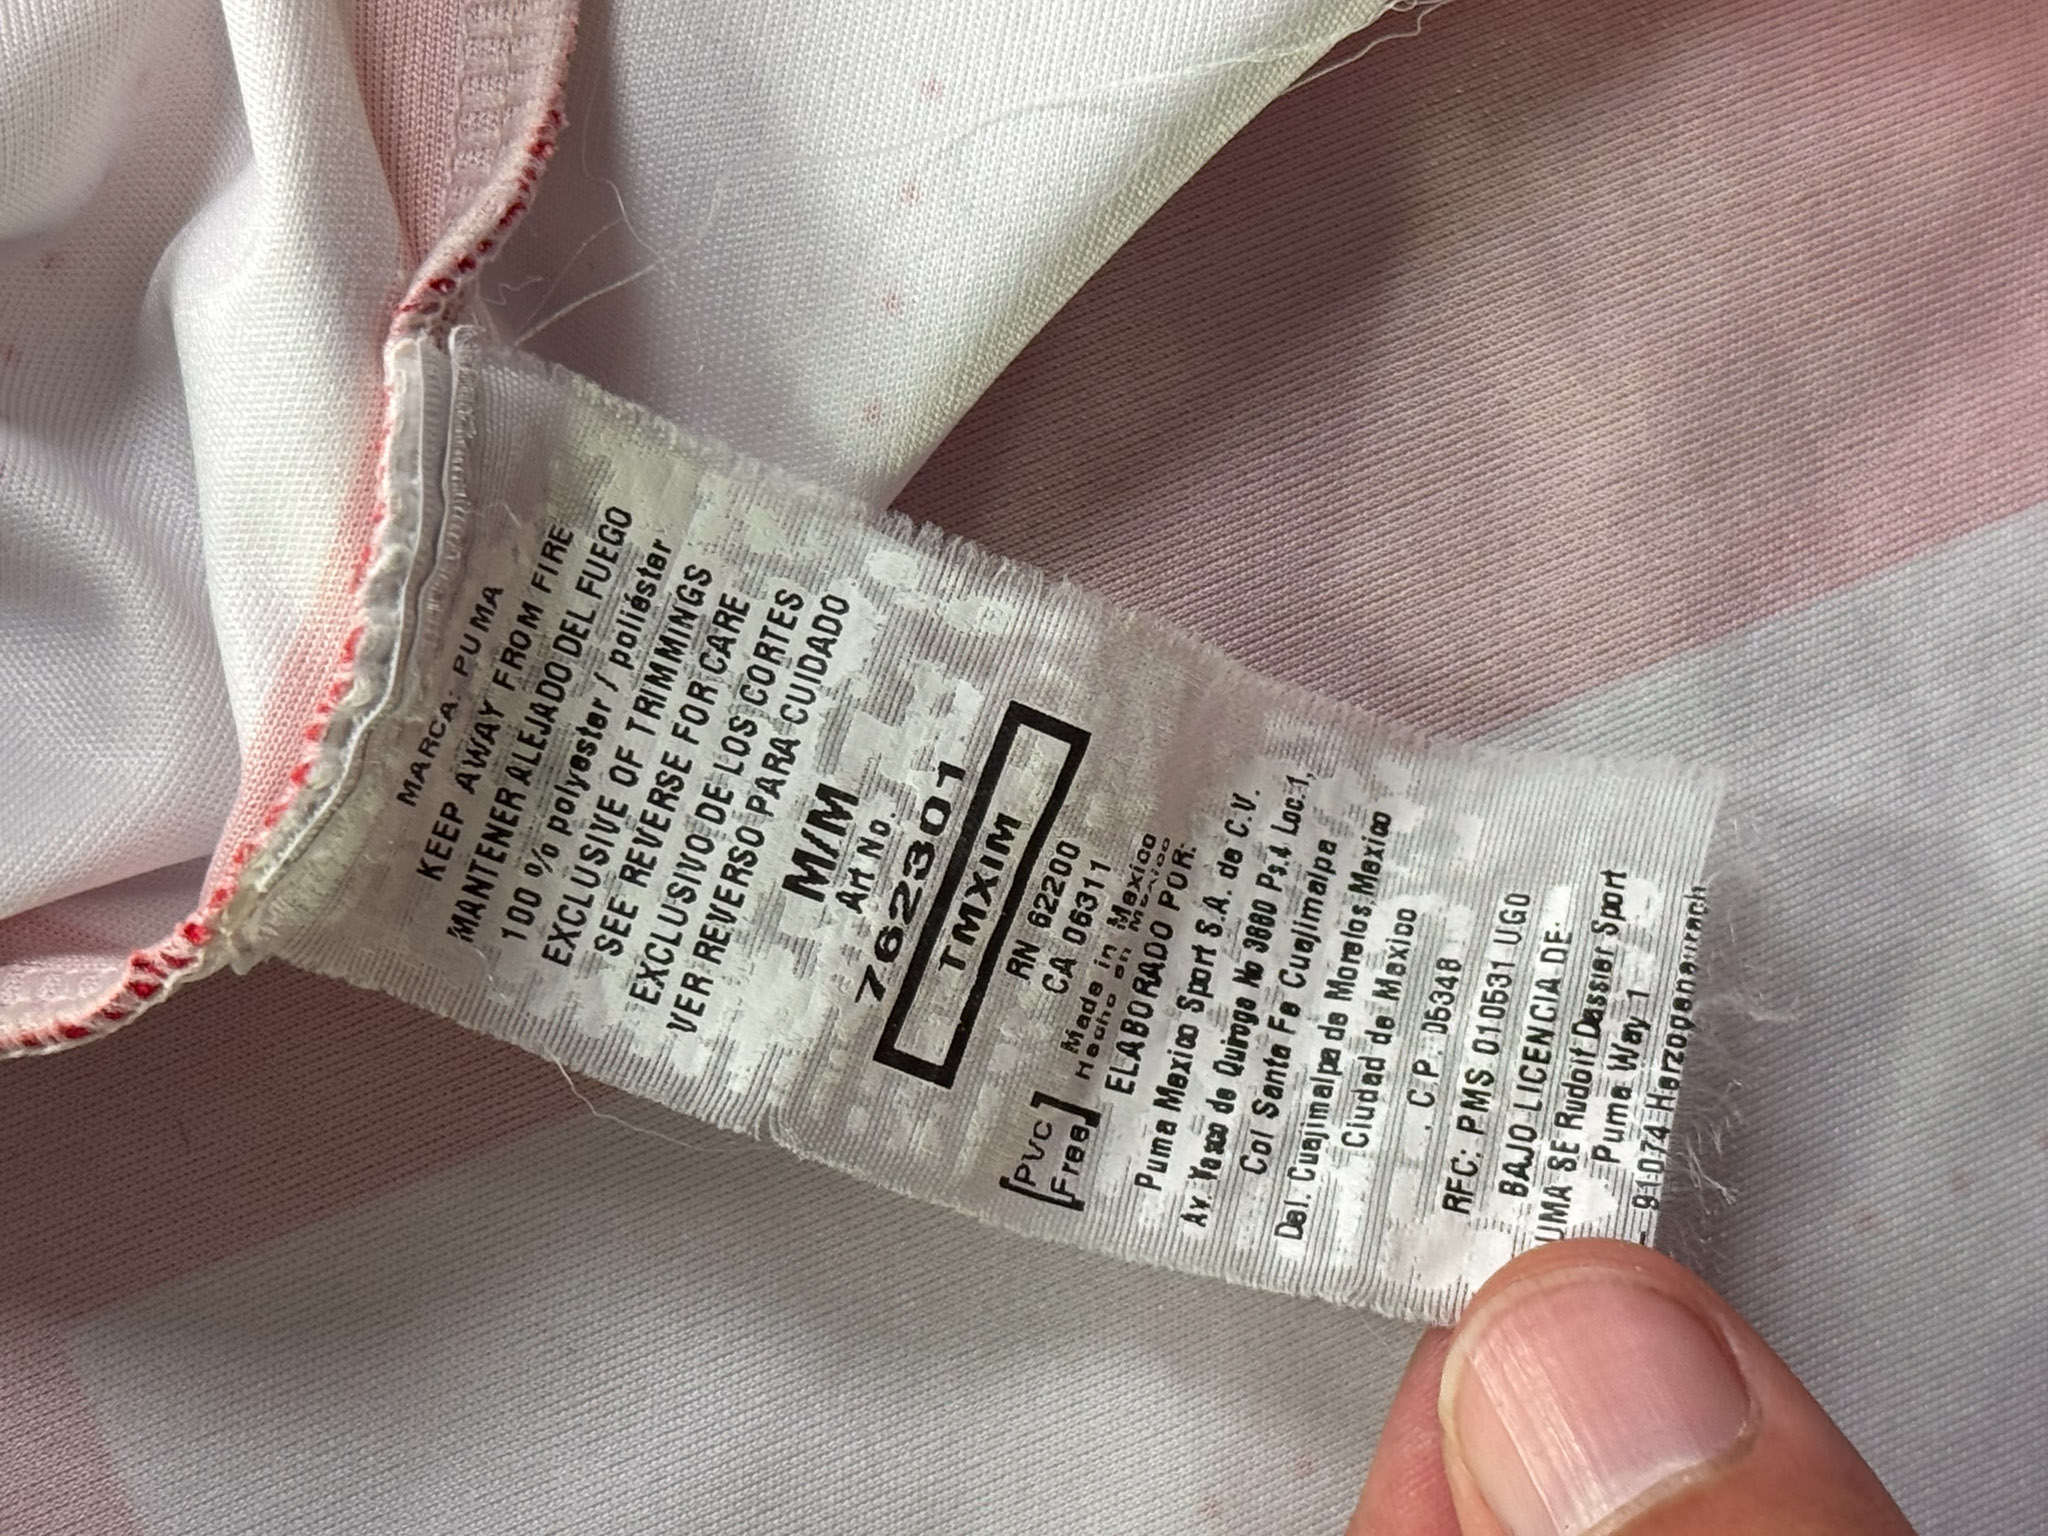 MARCA: PUMA
KEEP AWAY FROM FIRE
MANTENER ALEJADO DEL FUEGO
100 % polyester / poliéster
EXCLUSIVE OF TRIMMINGS
SEE REVERSE FOR CARE
EXCLUSIVO DE LOS CORTES
VER REVERSO PARA CUIDADO
M/M
Art No.
762301
TMXIM
RN 62200
CA 06311
Made in Mexico
Hecho en Mexico
[PVC Free]
ELABORADO POR:
Puma Mexico Sport S.A. de C.V.
Av. Vasco de Quiroga No 3880 Ps.4 Loc.1,
Col Santa Fe Cuajimalpa
Del. Cuajimalpa de Morelos Mexico
Ciudad de Mexico
, C.P. 05348
RFC: PMS 010531 UG0
BAJO LICENCIA DE:
UMA SE Rudolf Dassler Sport
Puma Way 1
91074 Herzogenaurach